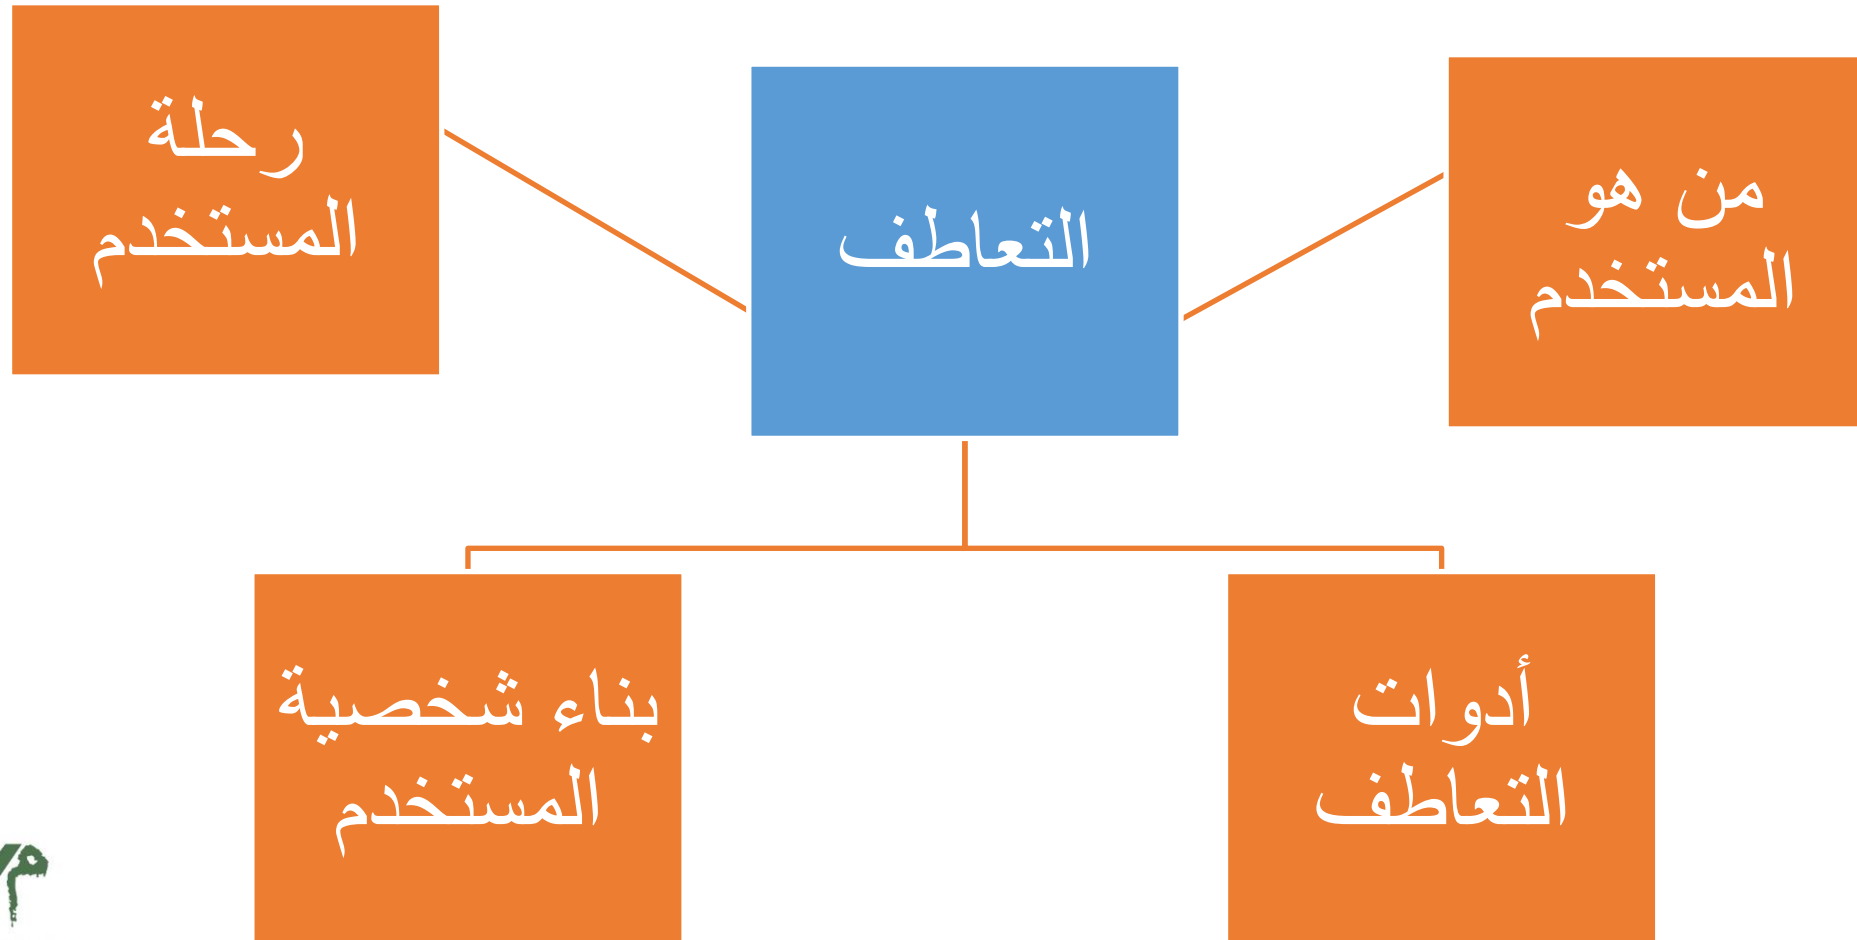 من هو
المستخدم
التعاطف
رحلة
المستخدم
أدوات
التعاطف
بناء شخصية
المستخدم